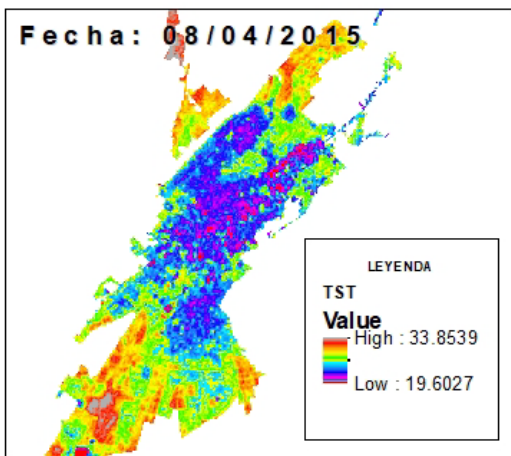 Fecha: 08/04/2015
LEYENDA
TST
Value
High : 33.8539
Low : 19.6027